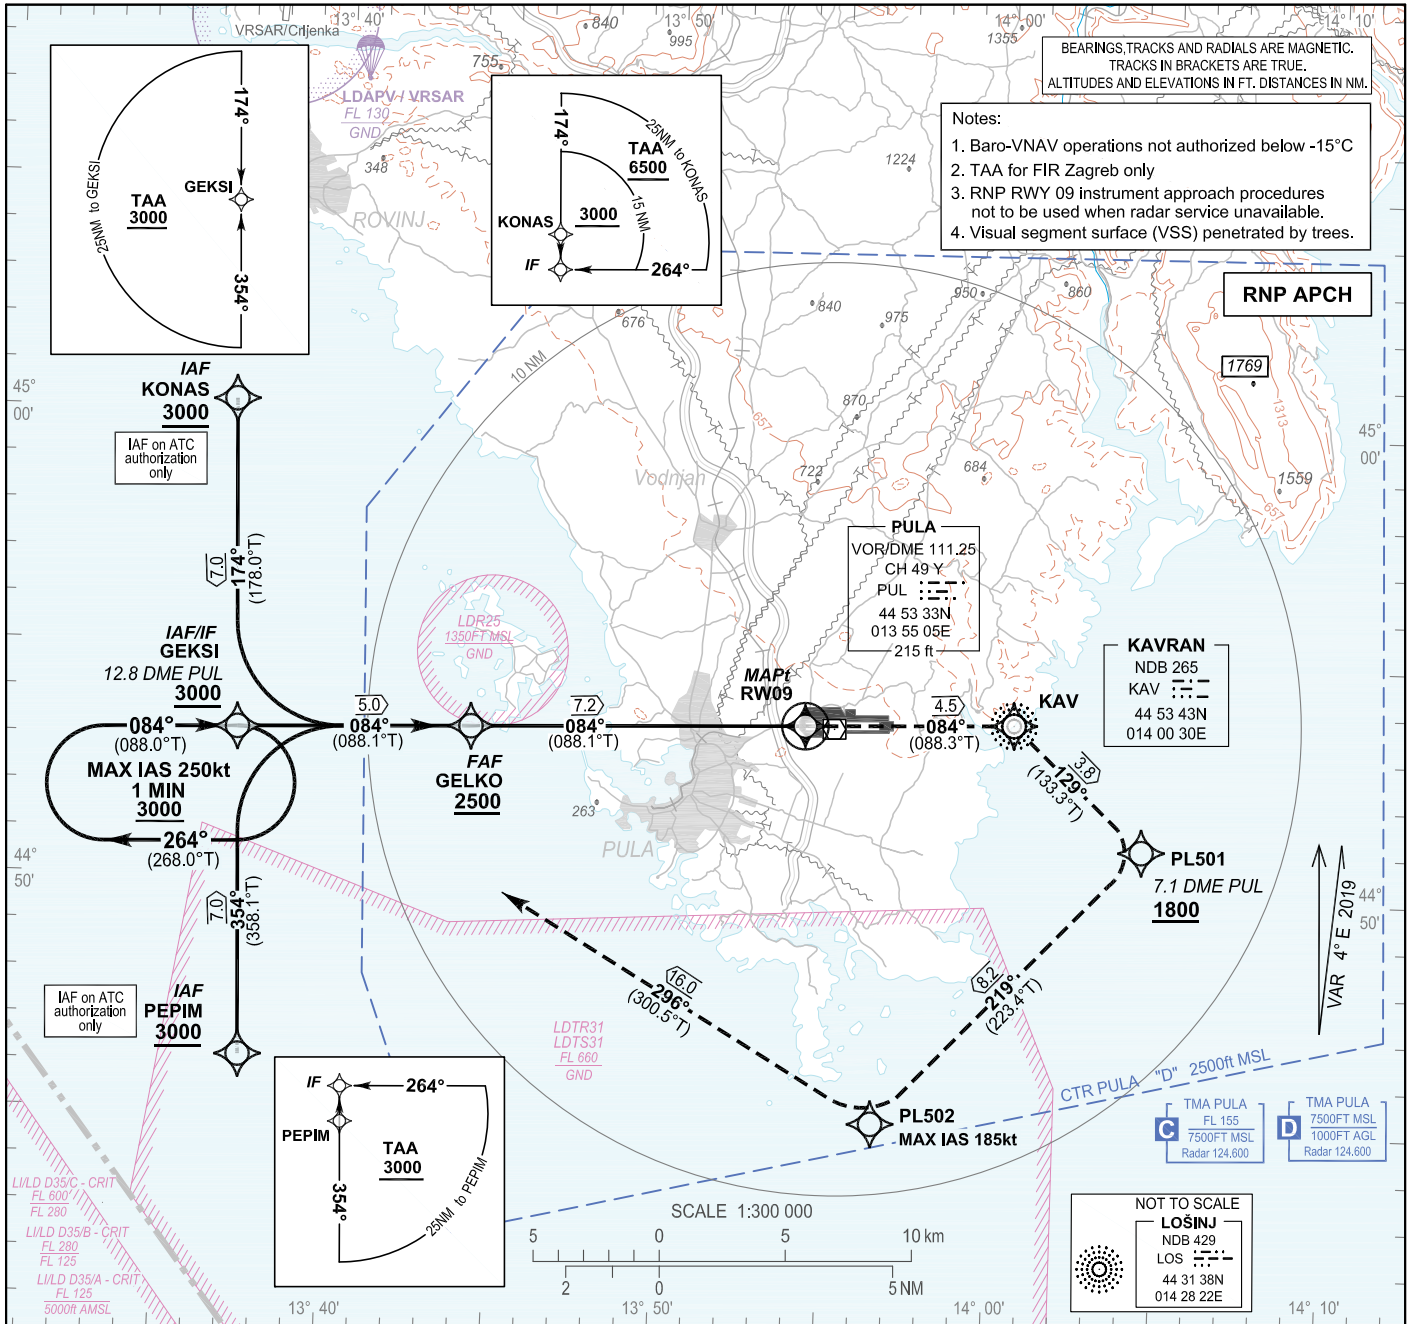 13° 40'
13° 50'
14° 00'
14° 10'
VRSAR/Crljenka
840
995
755
1355
BEARINGS,TRACKS AND RADIALS ARE MAGNETIC.
TRACKS IN BRACKETS ARE TRUE.
ALTITUDES AND ELEVATIONS IN FT. DISTANCES IN NM.
LDAPV / VRSAR
FL 130
GND
348
ROVINJ
174°
GEKSI
TAA
3000
354°
25NM to GEKSI
174°
25NM to KONAS
TAA
6500
15 NM
KONAS
3000
IF
264°
Notes:
1. Baro-VNAV operations not authorized below -15°C
2. TAA for FIR Zagreb only
3. RNP RWY 09 instrument approach procedures
not to be used when radar service unavailable.
4. Visual segment surface (VSS) penetrated by trees.
RNP APCH
1224
676
840
975
950
860
10 NM
1769
1313
1559
870
657
722
684
657
Vodnjan
45°
00'
45°
00'
IAF
KONAS
3000
IAF on ATC
authorization
only
7.0
174°
(178.0°T)
IAF/IF
GEKSI
12.8 DME PUL
3000
084°
(088.0°T)
MAX IAS 250kt
1 MIN
3000
264°
(268.0°T)
7.0
354°
(358.1°T)
IAF
PEPIM
3000
IAF on ATC
authorization
only
5.0
084°
(088.1°T)
LDR25
1350FT MSL
GND
FAF
GELKO
2500
7.2
084°
(088.1°T)
MAPt
RW09
PULA
VOR/DME 111.25
CH 49 Y
PUL
44 53 33N
013 55 05E
215 ft
4.5
084°
(088.3°T)
KAV
KAVRAN
NDB 265
KAV
44 53 43N
014 00 30E
3.8
129°
(133.3°T)
PL501
7.1 DME PUL
1800
263
PULA
44°
50'
44°
50'
VAR 4° E 2019
8.2
219°
(223.4°T)
16.0
296°
(300.5°T)
LDTR31
LDTS31
FL 660
GND
PL502
MAX IAS 185kt
CTR PULA "D" 2500ft MSL
C
TMA PULA
FL 155
7500FT MSL
Radar 124,600
D
TMA PULA
7500FT MSL
1000FT AGL
Radar 124,600
IF
264°
PEPIM
TAA
3000
354°
25NM to PEPIM
LI/LD D35/C - CRIT
FL 600
FL 280
LI/LD D35/B - CRIT
FL 280
FL 125
LI/LD D35/A - CRIT
FL 125
5000ft AMSL
SCALE 1:300 000
5 0 5 10 km
2 0 5 NM
NOT TO SCALE
LOŠINJ
NDB 429
LOS
44 31 38N
014 28 22E
13° 40'
13° 50'
14° 00'
14° 10'